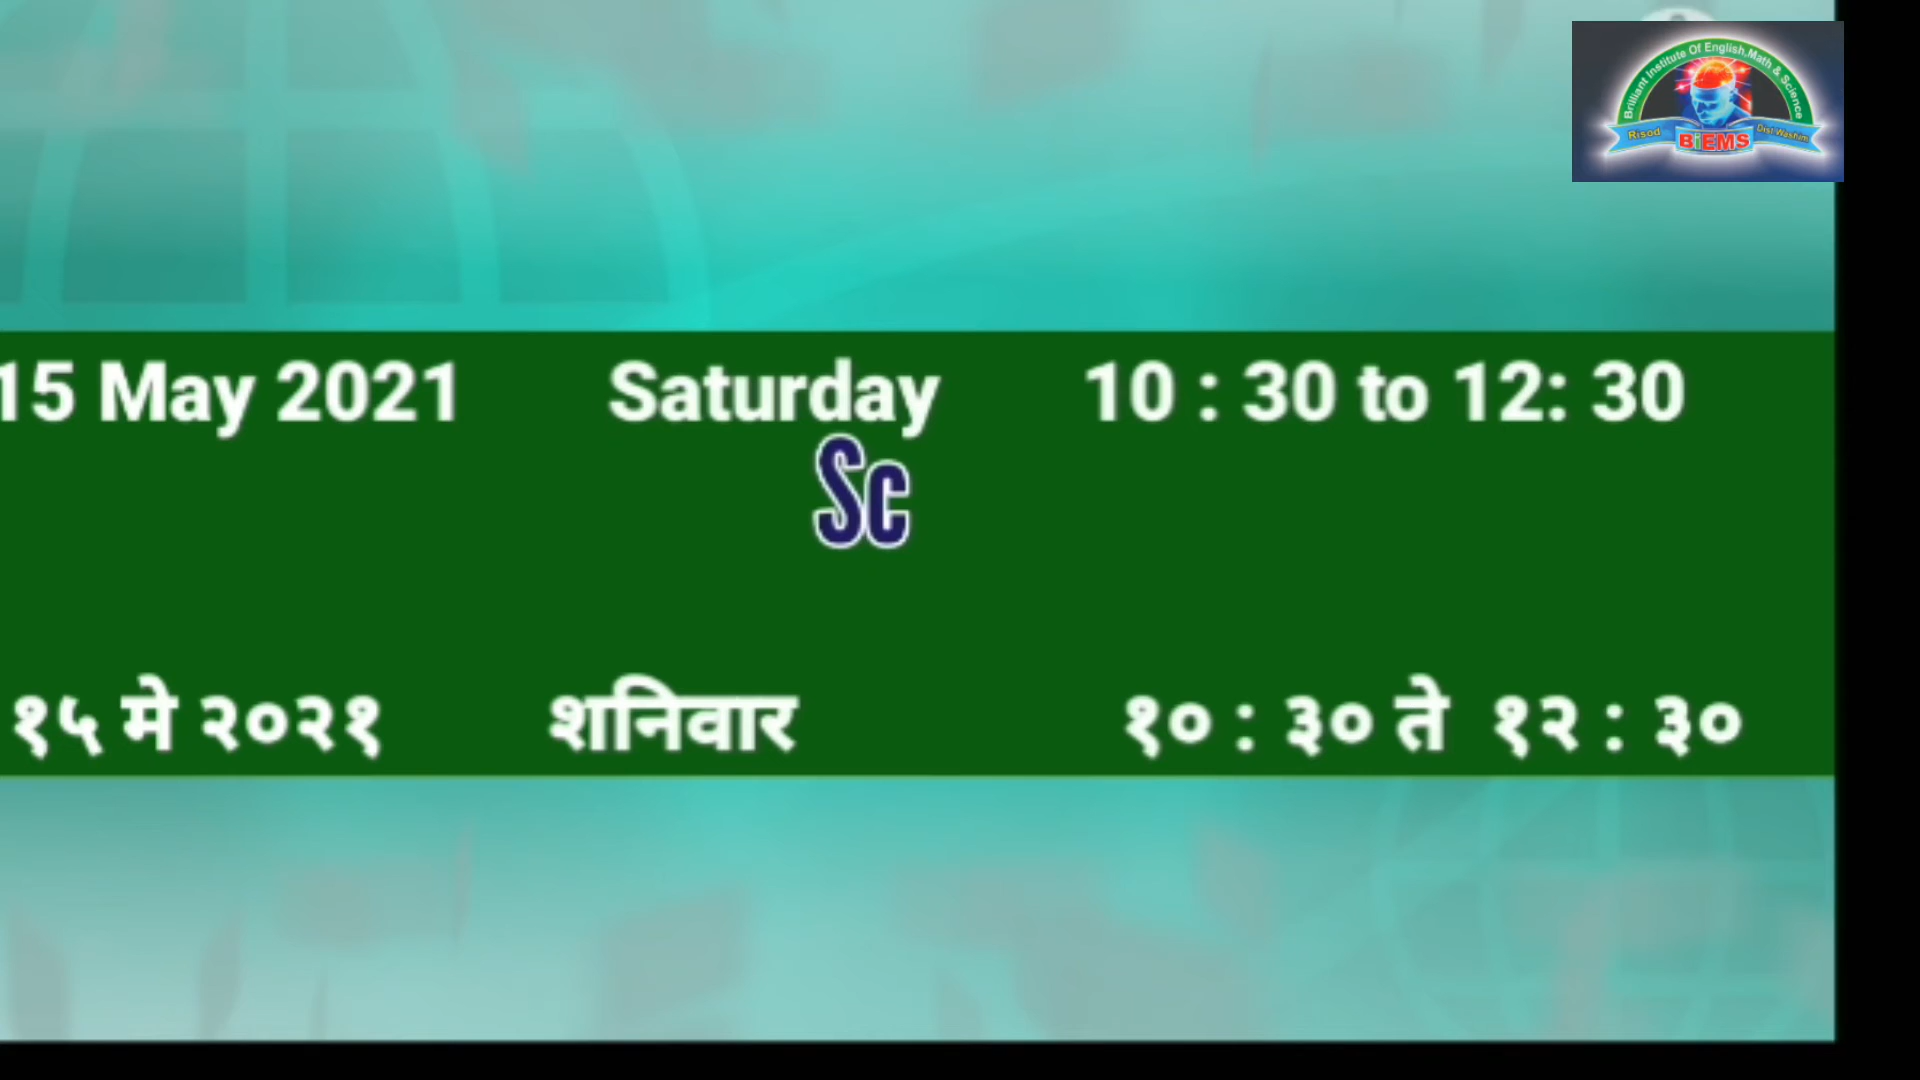 Brilliant Institute Of English,Math & Science
Risod BiEMS Dist.Washim
15 May 2021 Saturday 10 : 30 to 12: 30
Sc
१५ मे २०२१ शनिवार १० : ३० ते १२ : ३०